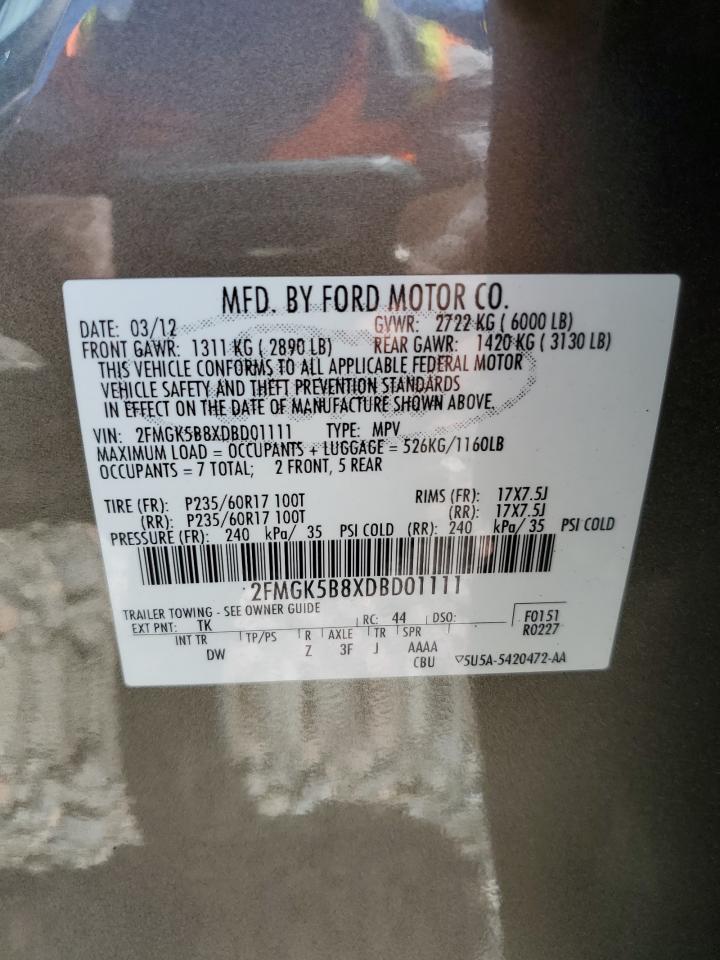 MFD. BY FORD MOTOR CO.
DATE: 03/12 GVWR: 2722 KG ( 6000 LB)
FRONT GAWR: 1311 KG ( 2890 LB) REAR GAWR: 1420 KG ( 3130 LB)
THIS VEHICLE CONFORMS TO ALL APPLICABLE FEDERAL MOTOR
VEHICLE SAFETY AND THEFT PREVENTION STANDARDS
IN EFFECT ON THE DATE OF MANUFACTURE SHOWN ABOVE.
VIN: 2FMGK5B8XDBD01111 TYPE: MPV
MAXIMUM LOAD = OCCUPANTS + LUGGAGE = 526KG/1160LB
OCCUPANTS = 7 TOTAL; 2 FRONT, 5 REAR
TIRE (FR): P235/60R17 100T RIMS (FR): 17X7.5J
(RR): P235/60R17 100T (RR): 17X7.5J
PRESSURE (FR): 240 kPa/ 35 PSI COLD (RR): 240 kPa/ 35 PSI COLD
2FMGK5B8XDBD01111
TRAILER TOWING - SEE OWNER GUIDE
EXT PNT: TK RC: 44 DSO: F0151
R0227
INT TR TP/PS R AXLE TR SPR
DW Z 3F J AAAA
CBU ▽5U5A-5420472-AA